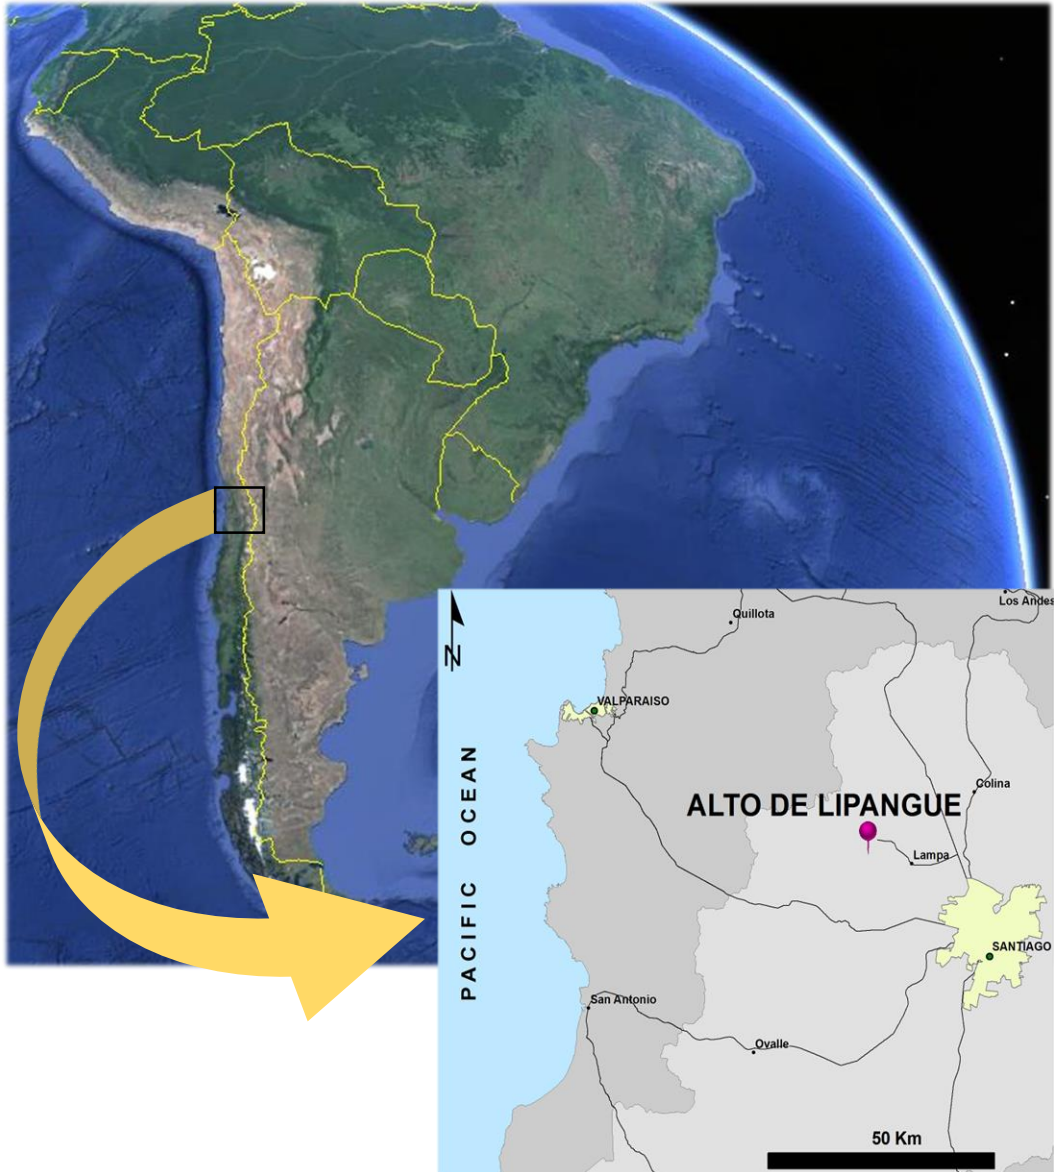 N
Los Andes
Quillota
VALPARAISO
PACIFIC OCEAN
Colina
ALTO DE LIPANGUE
Lampa
SANTIAGO
San Antonio
Ovalle
50 Km